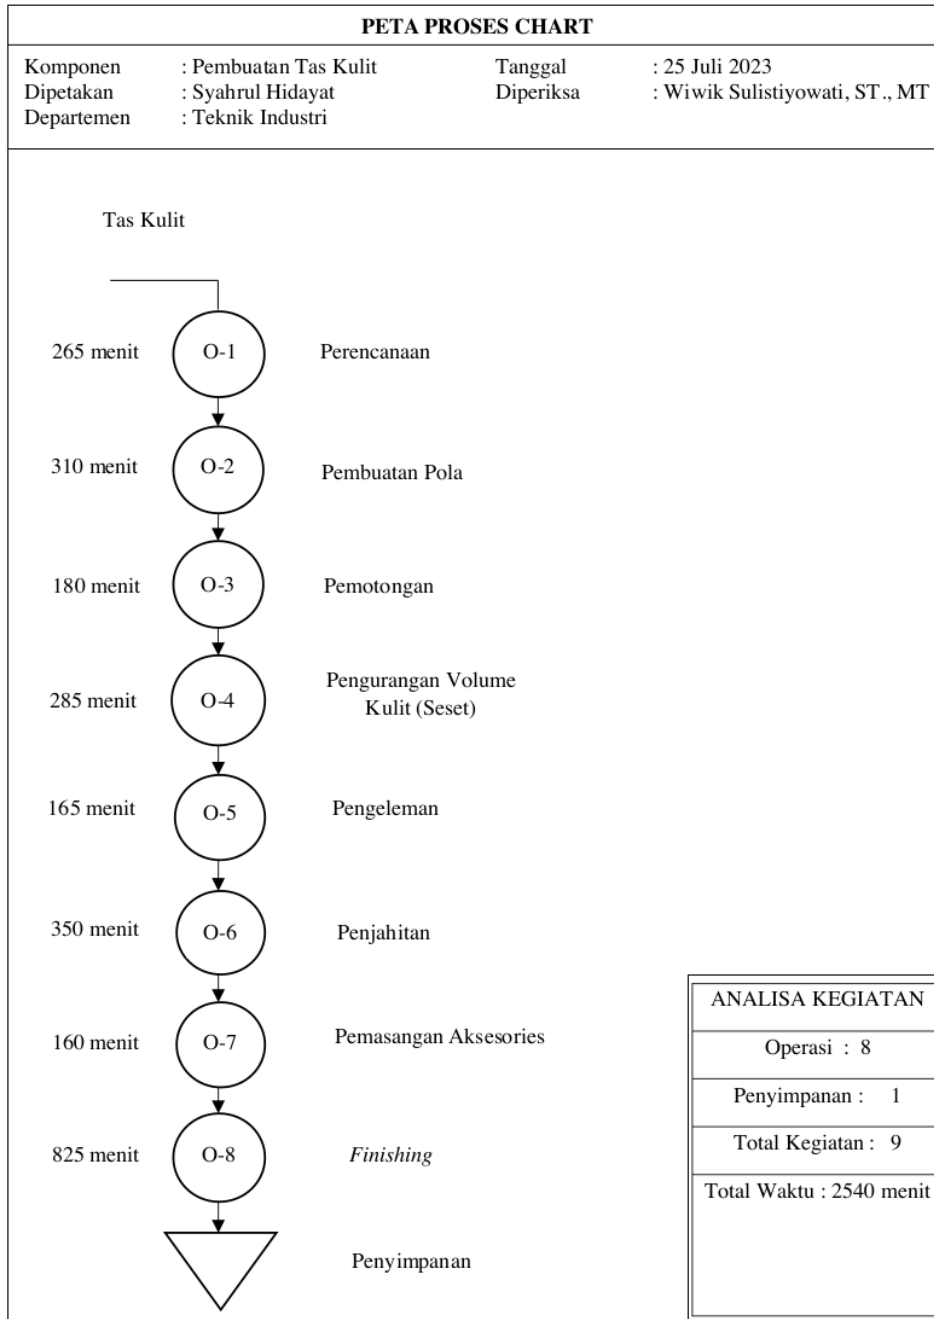 PETA PROSES CHART
Komponen : Pembuatan Tas Kulit Tanggal : 25 Juli 2023
Dipetakan : Syahrul Hidayat Diperiksa : Wiwik Sulistiyowati, ST., MT
Departemen : Teknik Industri
Tas Kulit
265 menit O-1 Perencanaan
310 menit O-2 Pembuatan Pola
180 menit O-3 Pemotongan
285 menit O-4 Pengurangan Volume
Kulit (Seset)
165 menit O-5 Pengeleman
350 menit O-6 Penjahitan
160 menit O-7 Pemasangan Aksesories
825 menit O-8 Finishing
Penyimpanan
ANALISA KEGIATAN
Operasi : 8
Penyimpanan : 1
Total Kegiatan : 9
Total Waktu : 2540 menit